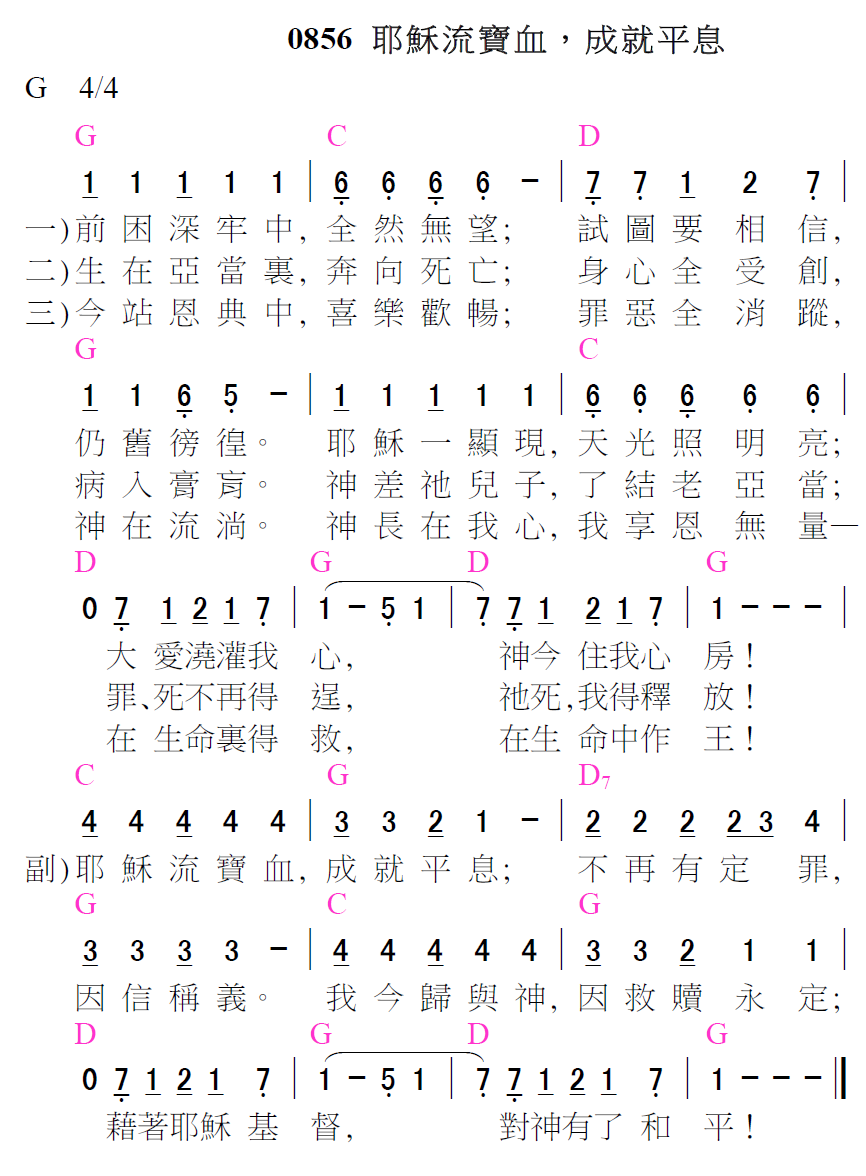 0856 耶穌流寶血，成就平息
G 4/4
G C D
1 1 1 1 1 | 6 6 6 6 - | 7 7 1 2 7 |
一)前困深牢中, 全然無望; 試圖要相信,
二)生在亞當裏, 奔向死亡; 身心全受創,
三)今站恩典中, 喜樂歡暢; 罪惡全消蹤,
G C
1 1 6 5 - | 1 1 1 1 1 | 6 6 6 6 6 |
仍舊徬徨。 耶穌一顯現, 天光照明亮;
病入膏肓。 神差祂兒子, 了結老亞當;
神在流淌。 神長在我心, 我享恩無量—
D G D G
0 7 1 2 1 7 | 1 - 5 1 | 7 7 1 2 1 7 | 1 - - - |
大愛澆灌我心, 神今住我心房！
罪、死不再得逞, 祂死,我得釋放！
在生命裏得救, 在生命中作王！
C G D7
4 4 4 4 4 | 3 3 2 1 - | 2 2 2 2 3 4 |
副)耶穌流寶血, 成就平息; 不再有定罪,
G C G
3 3 3 3 - | 4 4 4 4 4 | 3 3 2 1 1 |
因信稱義。 我今歸與神, 因救贖永定;
D G D G
0 7 1 2 1 7 | 1 - 5 1 | 7 7 1 2 1 7 | 1 - - - ||
藉著耶穌基督, 對神有了和平！